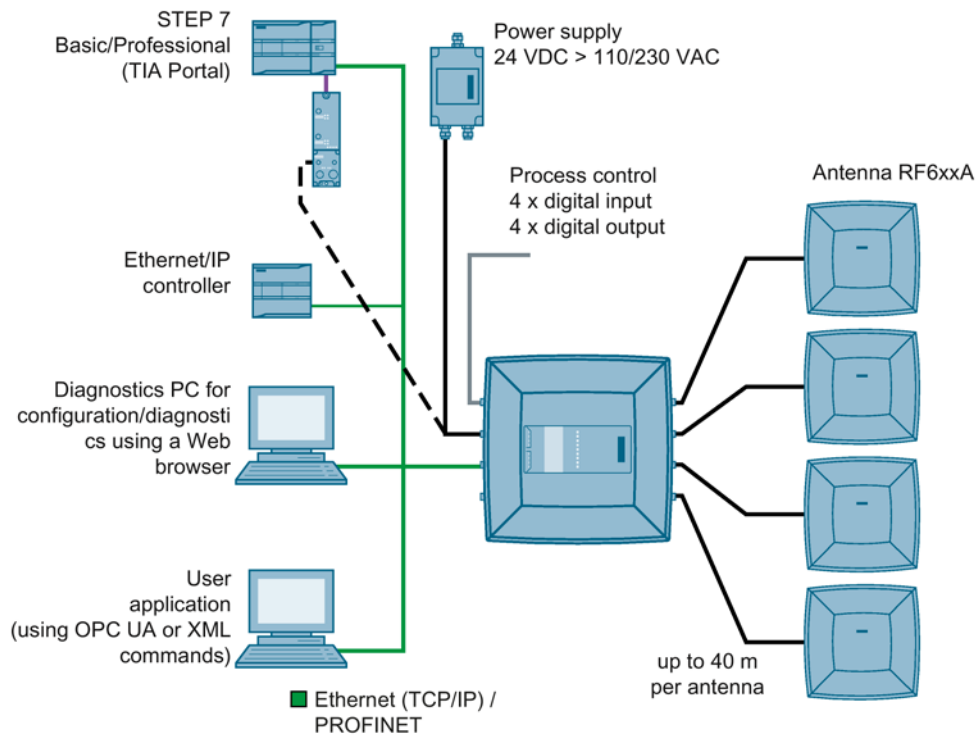 STEP 7
Basic/Professional
(TIA Portal)
Power supply
24 VDC > 110/230 VAC
Process control
4 x digital input
4 x digital output
Antenna RF6xxA
Ethernet/IP
controller
Diagnostics PC for
configuration/diagnosti
cs using a Web
browser
User
application
(using OPC UA or XML
commands)
up to 40 m
per antenna
Ethernet (TCP/IP) /
PROFINET